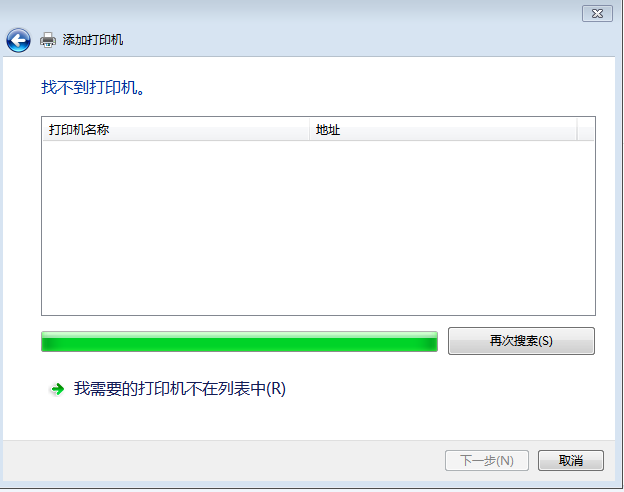 添加打印机
找不到打印机。
打印机名称 地址
再次搜索(S)
我需要的打印机不在列表中(R)
下一步(N) 取消